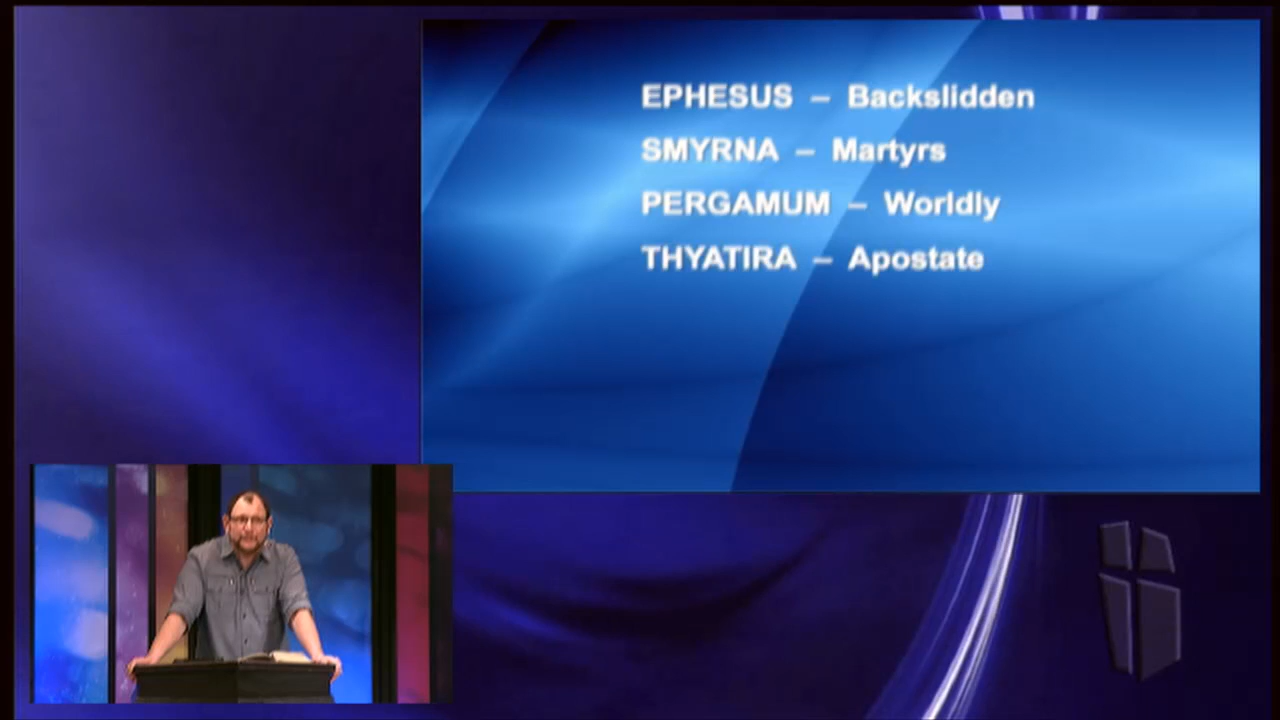 EPHESUS – Backslidden
SMYRNA – Martyrs
PERGAMUM – Worldly
THYATIRA – Apostate